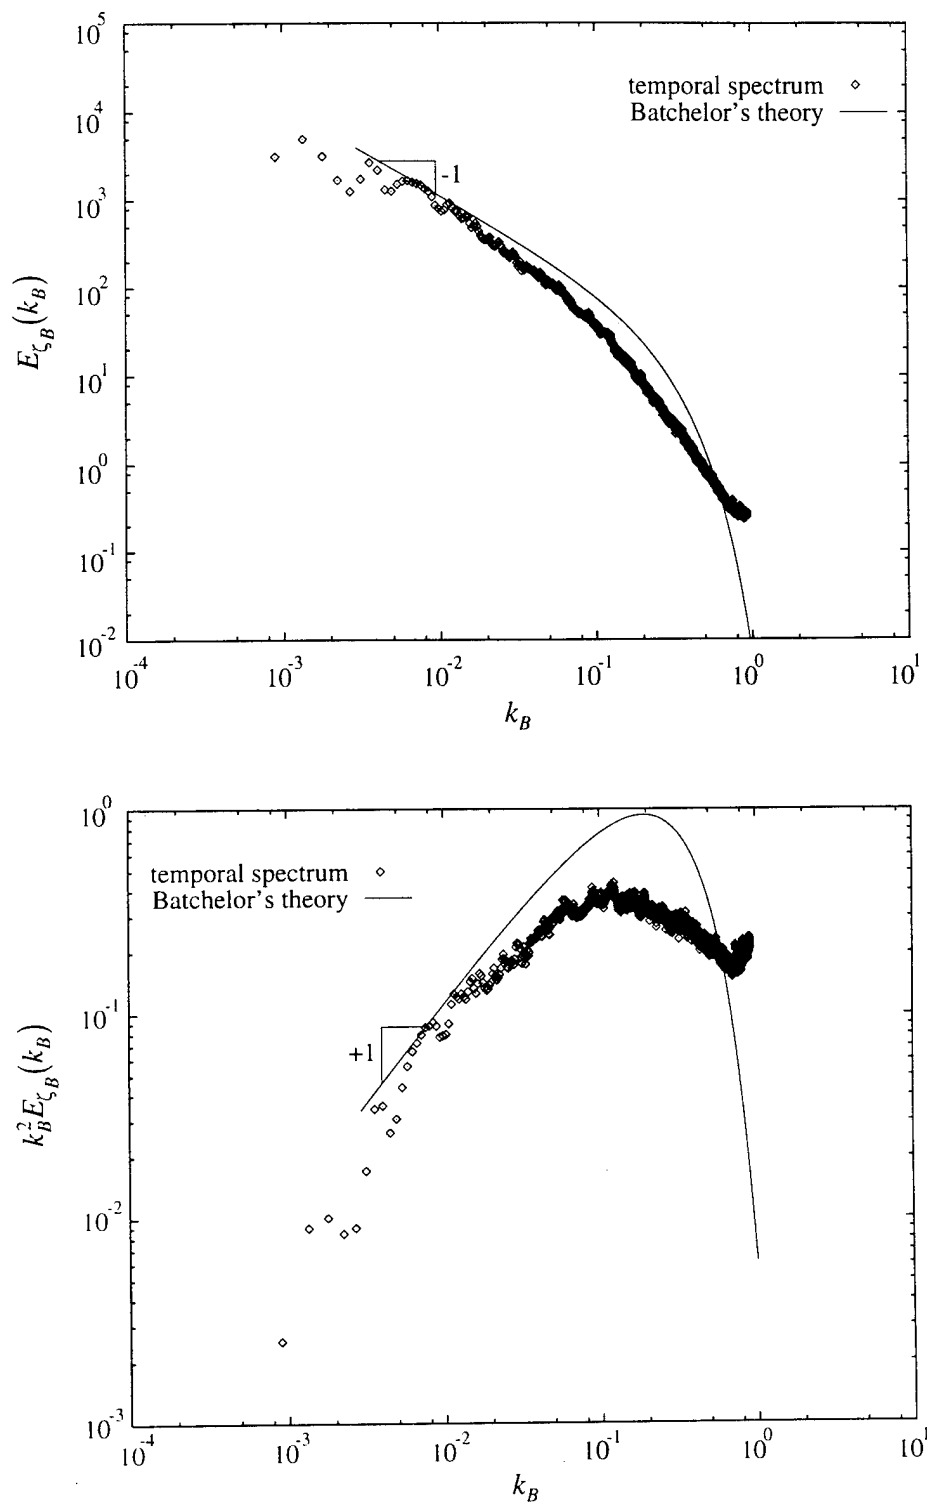 10^5
10^4
10^3
10^2
10^1
10^0
10^-1
10^-2
E_{ζ_B}(k_B)
temporal spectrum
Batchelor's theory
-1
10^-4 10^-3 10^-2 10^-1 10^0 10^1
k_B
10^0
10^-1
10^-2
10^-3
k_B^2 E_{ζ_B}(k_B)
temporal spectrum
Batchelor's theory
+1
10^-4 10^-3 10^-2 10^-1 10^0 10^1
k_B